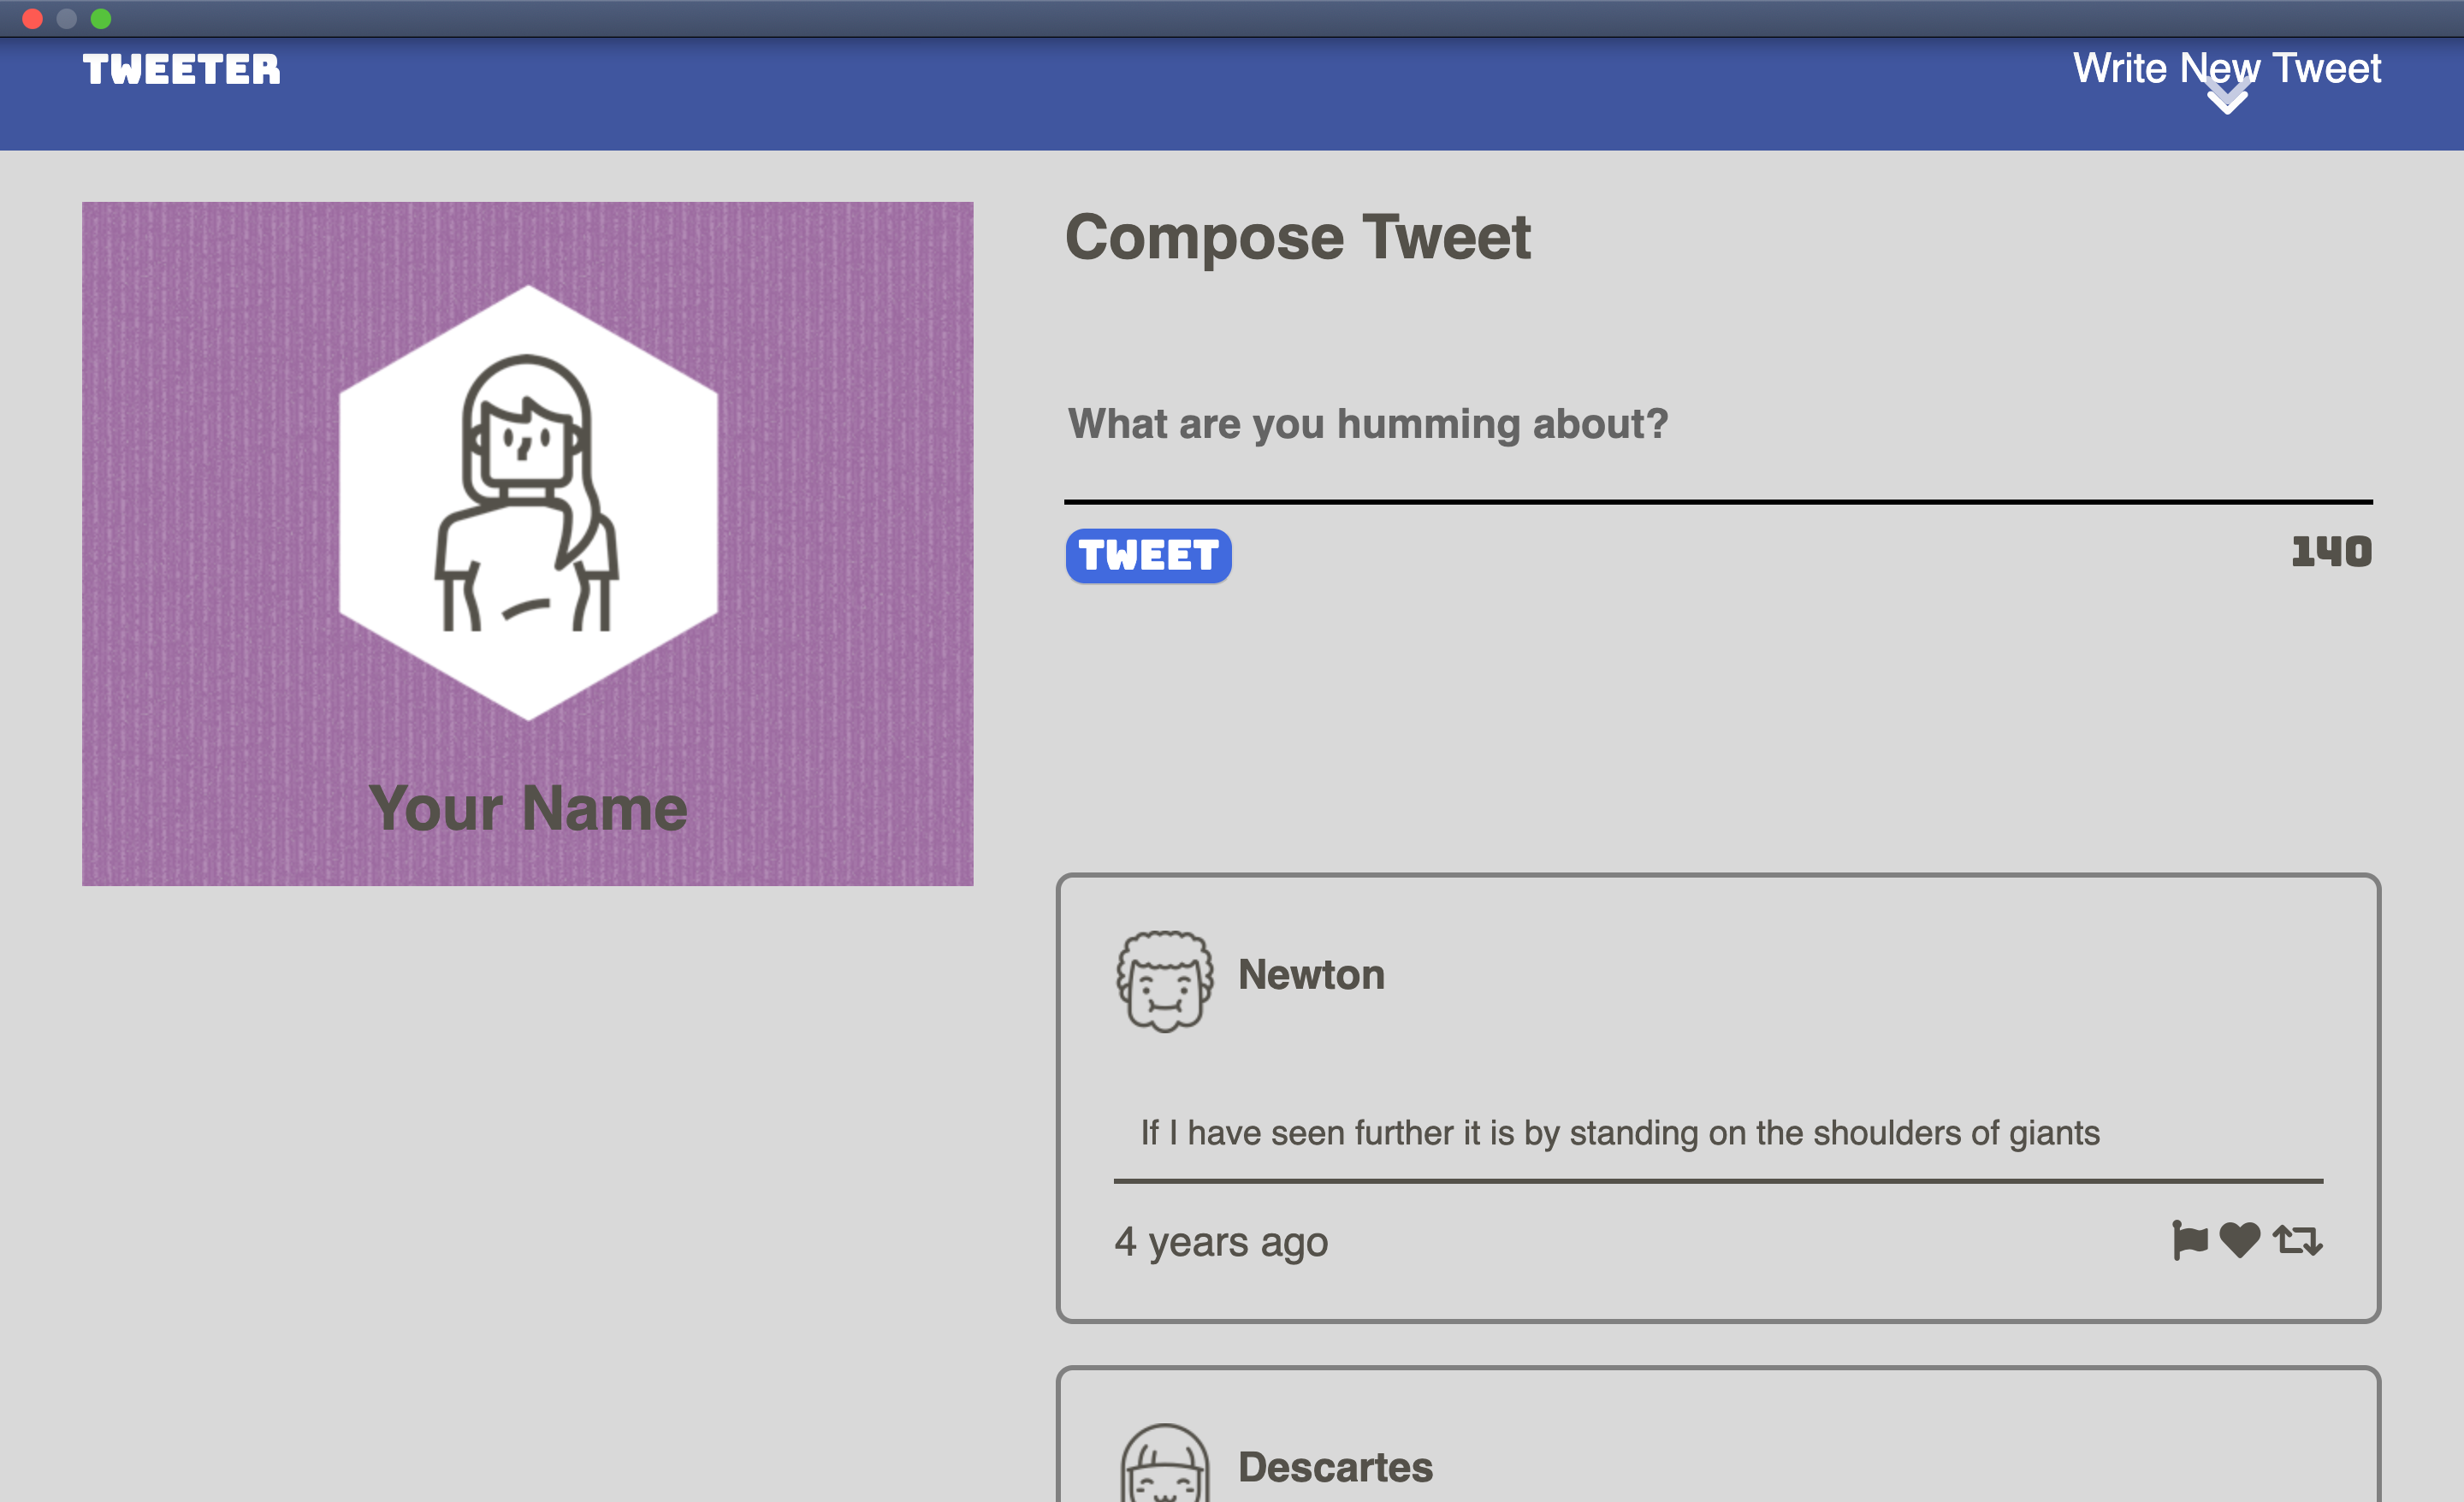 TWEETER
Write New Tweet
Your Name
Compose Tweet
What are you humming about?
TWEET
140
Newton
If I have seen further it is by standing on the shoulders of giants
4 years ago
Descartes